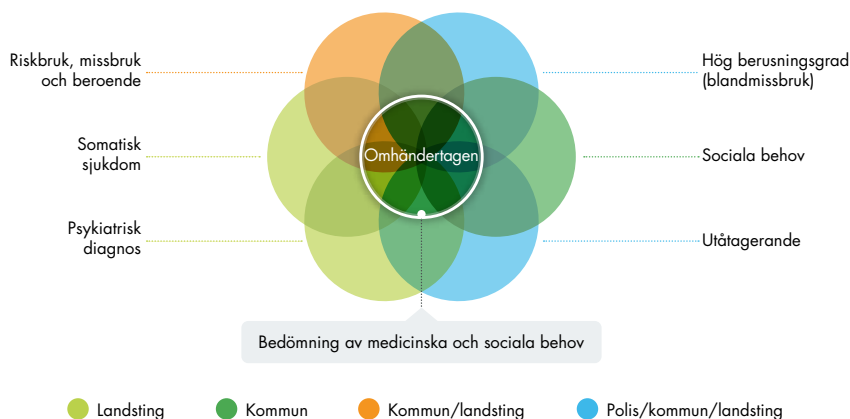 Riskbruk, missbruk
och beroende
Hög berusningsgrad
(blandmissbruk)
Somatisk
sjukdom
Omhändertagen
Sociala behov
Psykiatrisk
diagnos
Utåtagerande
Bedömning av medicinska och sociala behov
Landsting
Kommun
Kommun/landsting
Polis/kommun/landsting